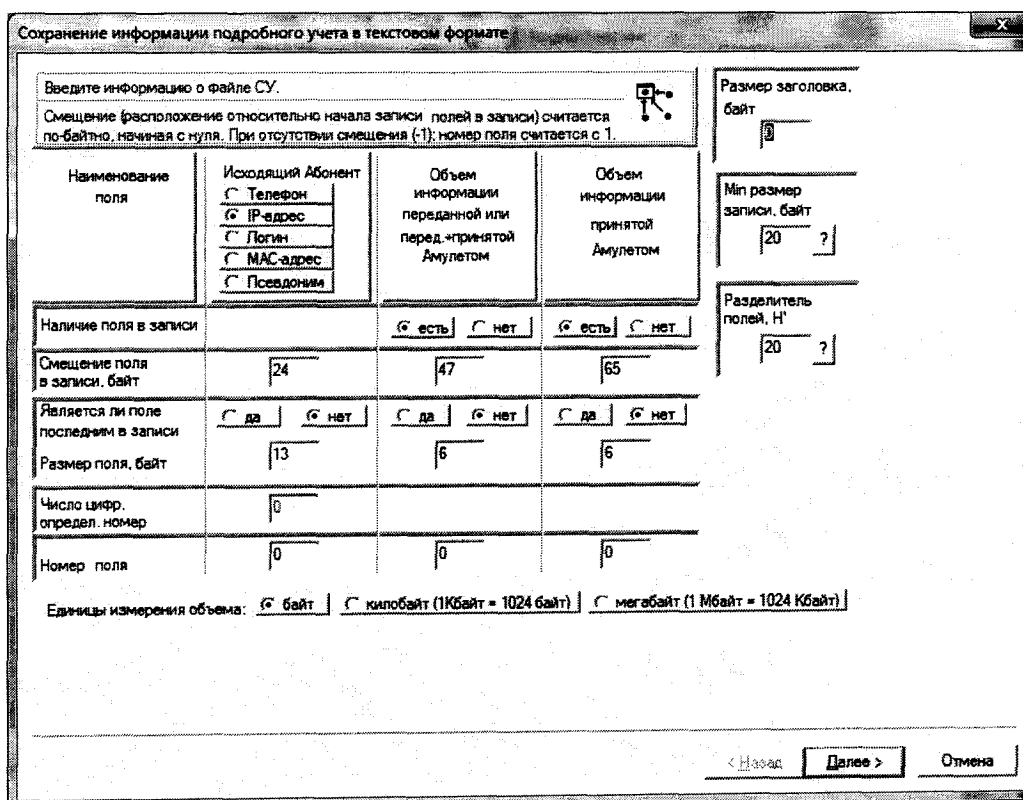 Сохранение информации подробного учета в текстовом формате
Введите информацию о файле СУ.
Смещение (расположение относительно начала записи полей в записи) считается
по-байтно, начиная с нуля. При отсутствии смещения (-1); номер поля считается с 1.
Размер заголовка,
байт
0
Наименование
поля
Исходящий Абонент
Телефон
IP-адрес
Логин
MAC-адрес
Псевдоним
Объем
информации
переданной или
перед.+принятой
Амулетом
Объем
информации
принятой
Амулетом
Min размер
записи, байт
20 ?
Разделитель
полей, H'
20 ?
Наличие поля в записи
есть нет есть нет
Смещение поля
в записи, байт
24 47 65
Является ли поле
последним в записи
да нет да нет да нет
Размер поля, байт
13 6 6
Число цифр,
определ. номер
0
Номер поля
0 0 0
Единицы измерения объема: байт килобайт (1Кбайт = 1024 байт) мегабайт (1 Мбайт = 1024 Кбайт)
< Назад Далее > Отмена